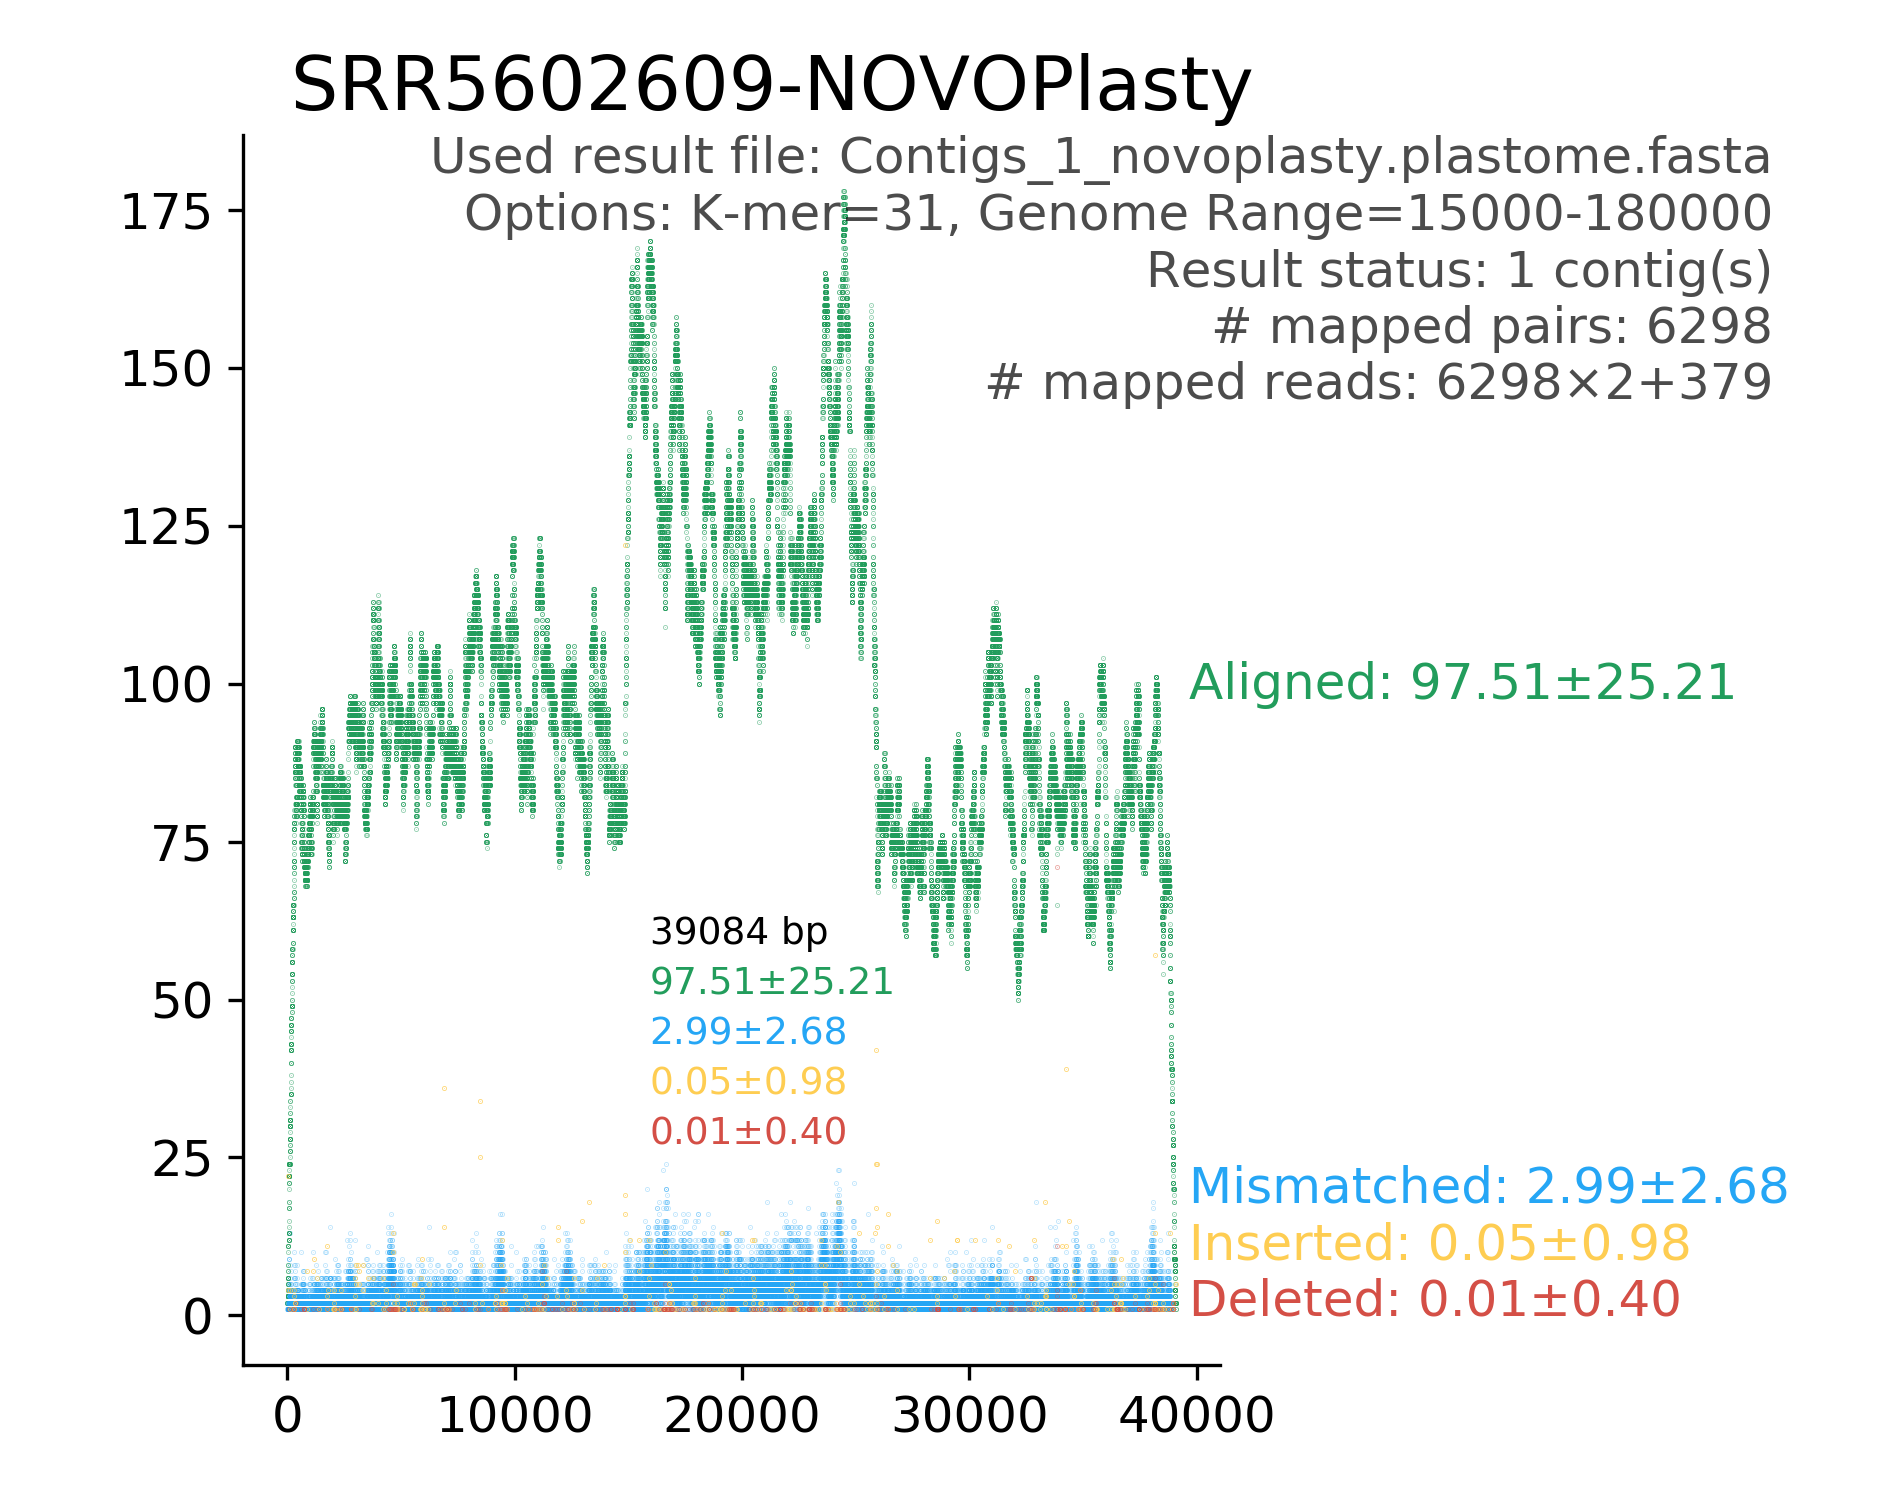 SRR5602609-NOVOPlasty
Used result file: Contigs_1_novoplasty.plastome.fasta
Options: K-mer=31, Genome Range=15000-180000
Result status: 1 contig(s)
# mapped pairs: 6298
# mapped reads: 6298×2+379
175
150
125
100
75
50
25
0
Aligned: 97.51±25.21
39084 bp
97.51±25.21
2.99±2.68
0.05±0.98
0.01±0.40
Mismatched: 2.99±2.68
Inserted: 0.05±0.98
Deleted: 0.01±0.40
0 10000 20000 30000 40000